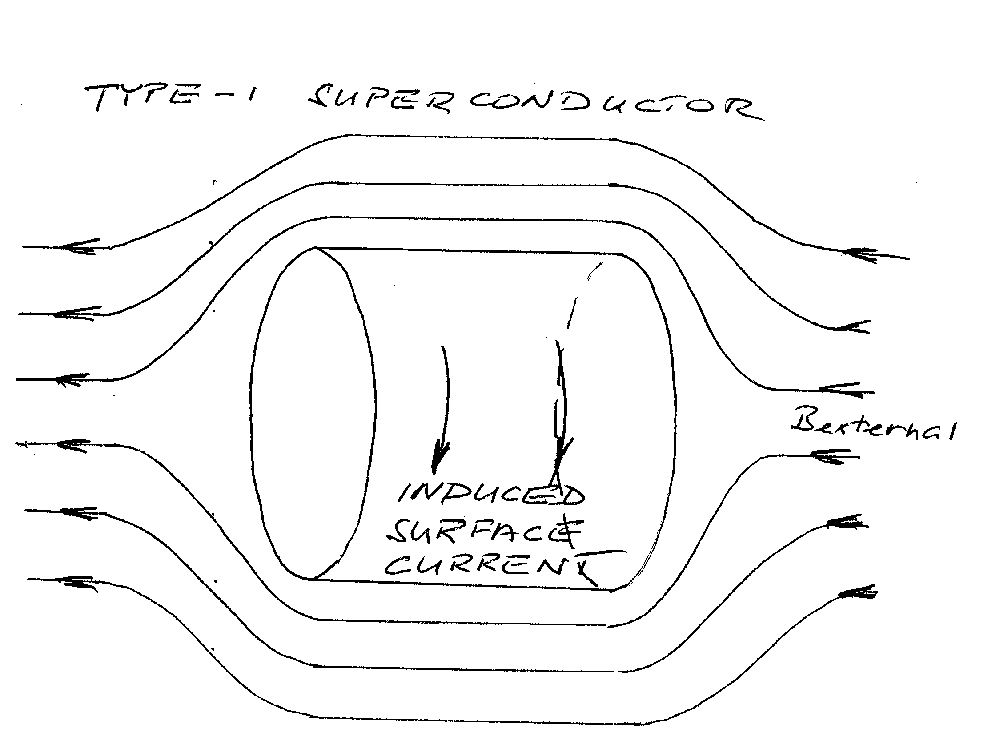 TYPE-1 SUPERCONDUCTOR
Bexternal
INDUCED
SURFACE
CURRENT